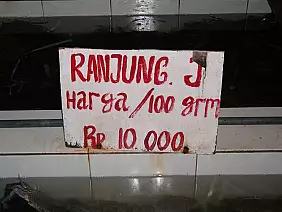 RANJUNG. J
Harga /100 grm
Rp 10.000